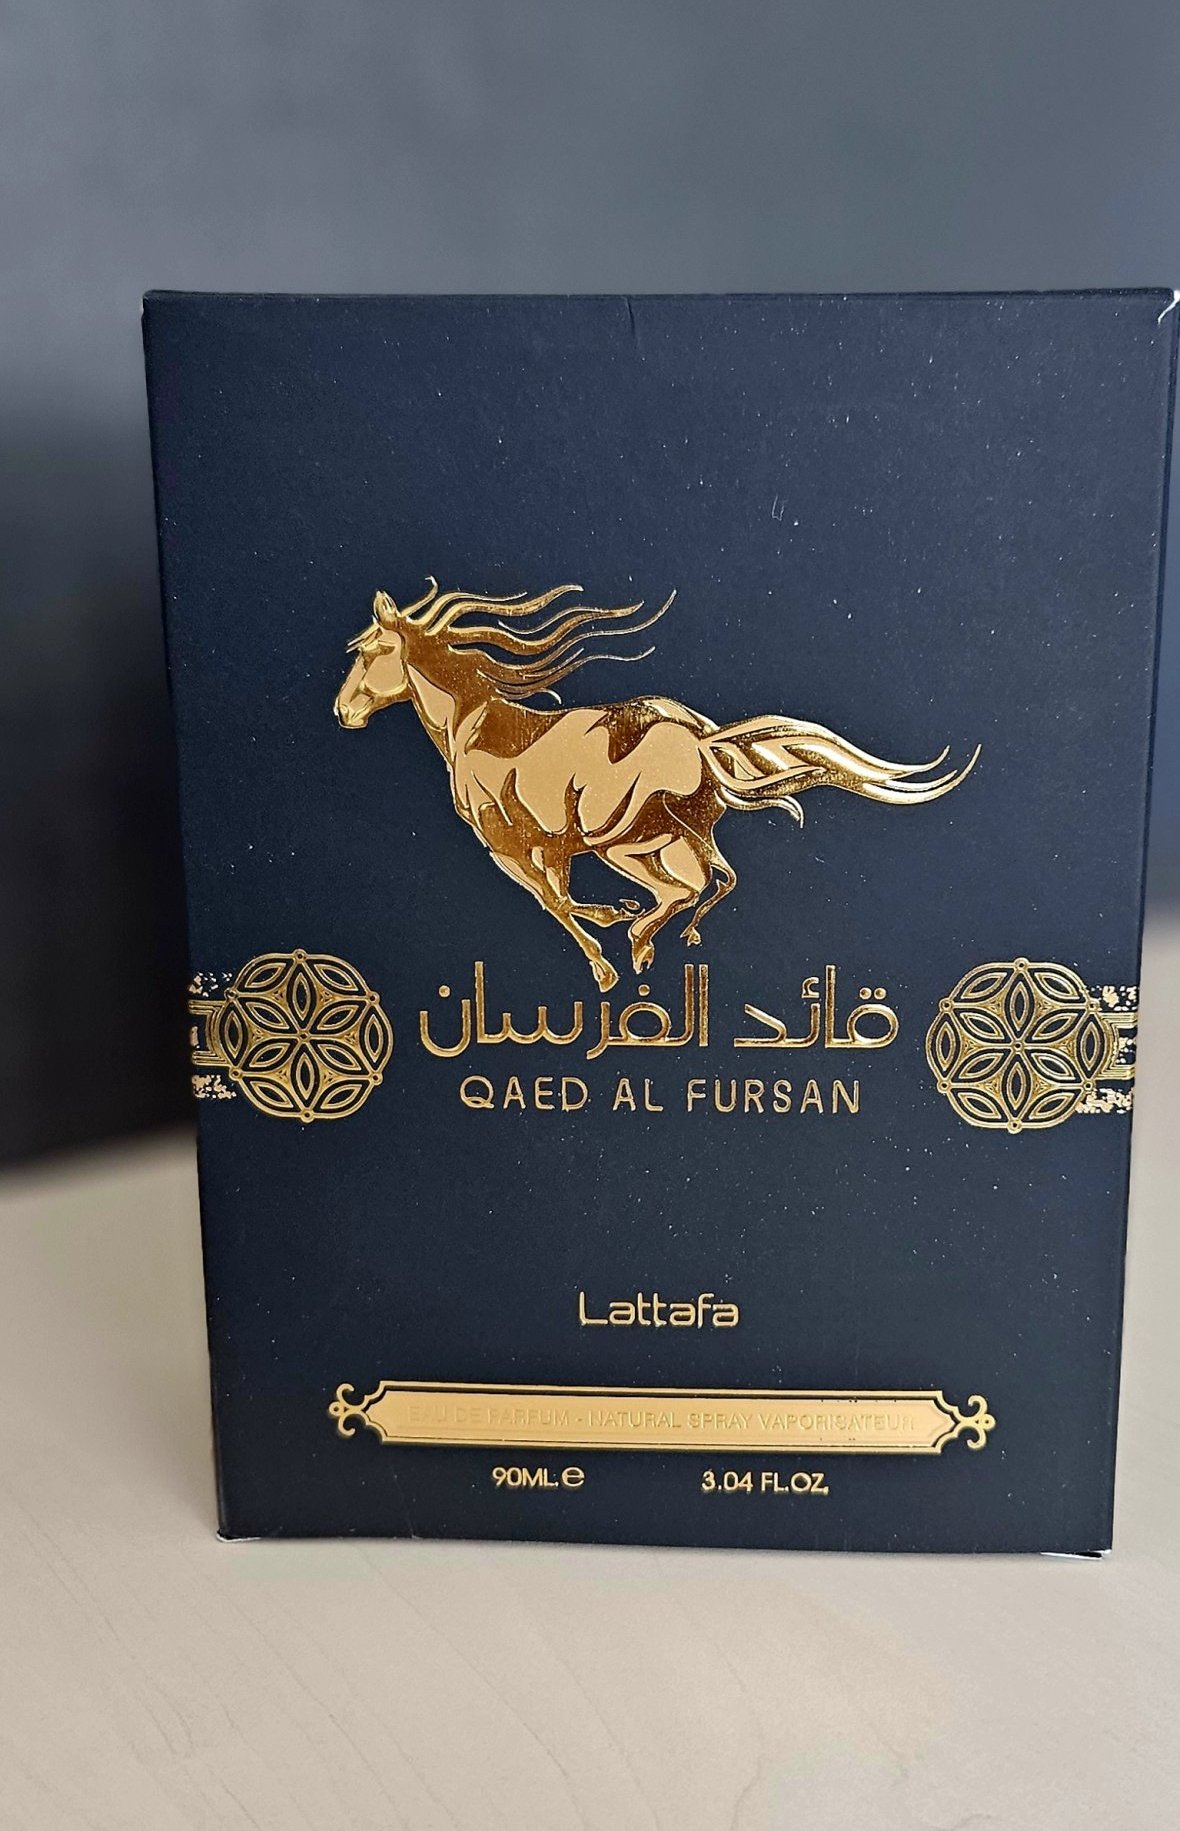 قائد الفرسان
QAED AL FURSAN
Lattafa
EAU DE PARFUM - NATURAL SPRAY VAPORISATEUR
90ML.e 3.04 FL.OZ.